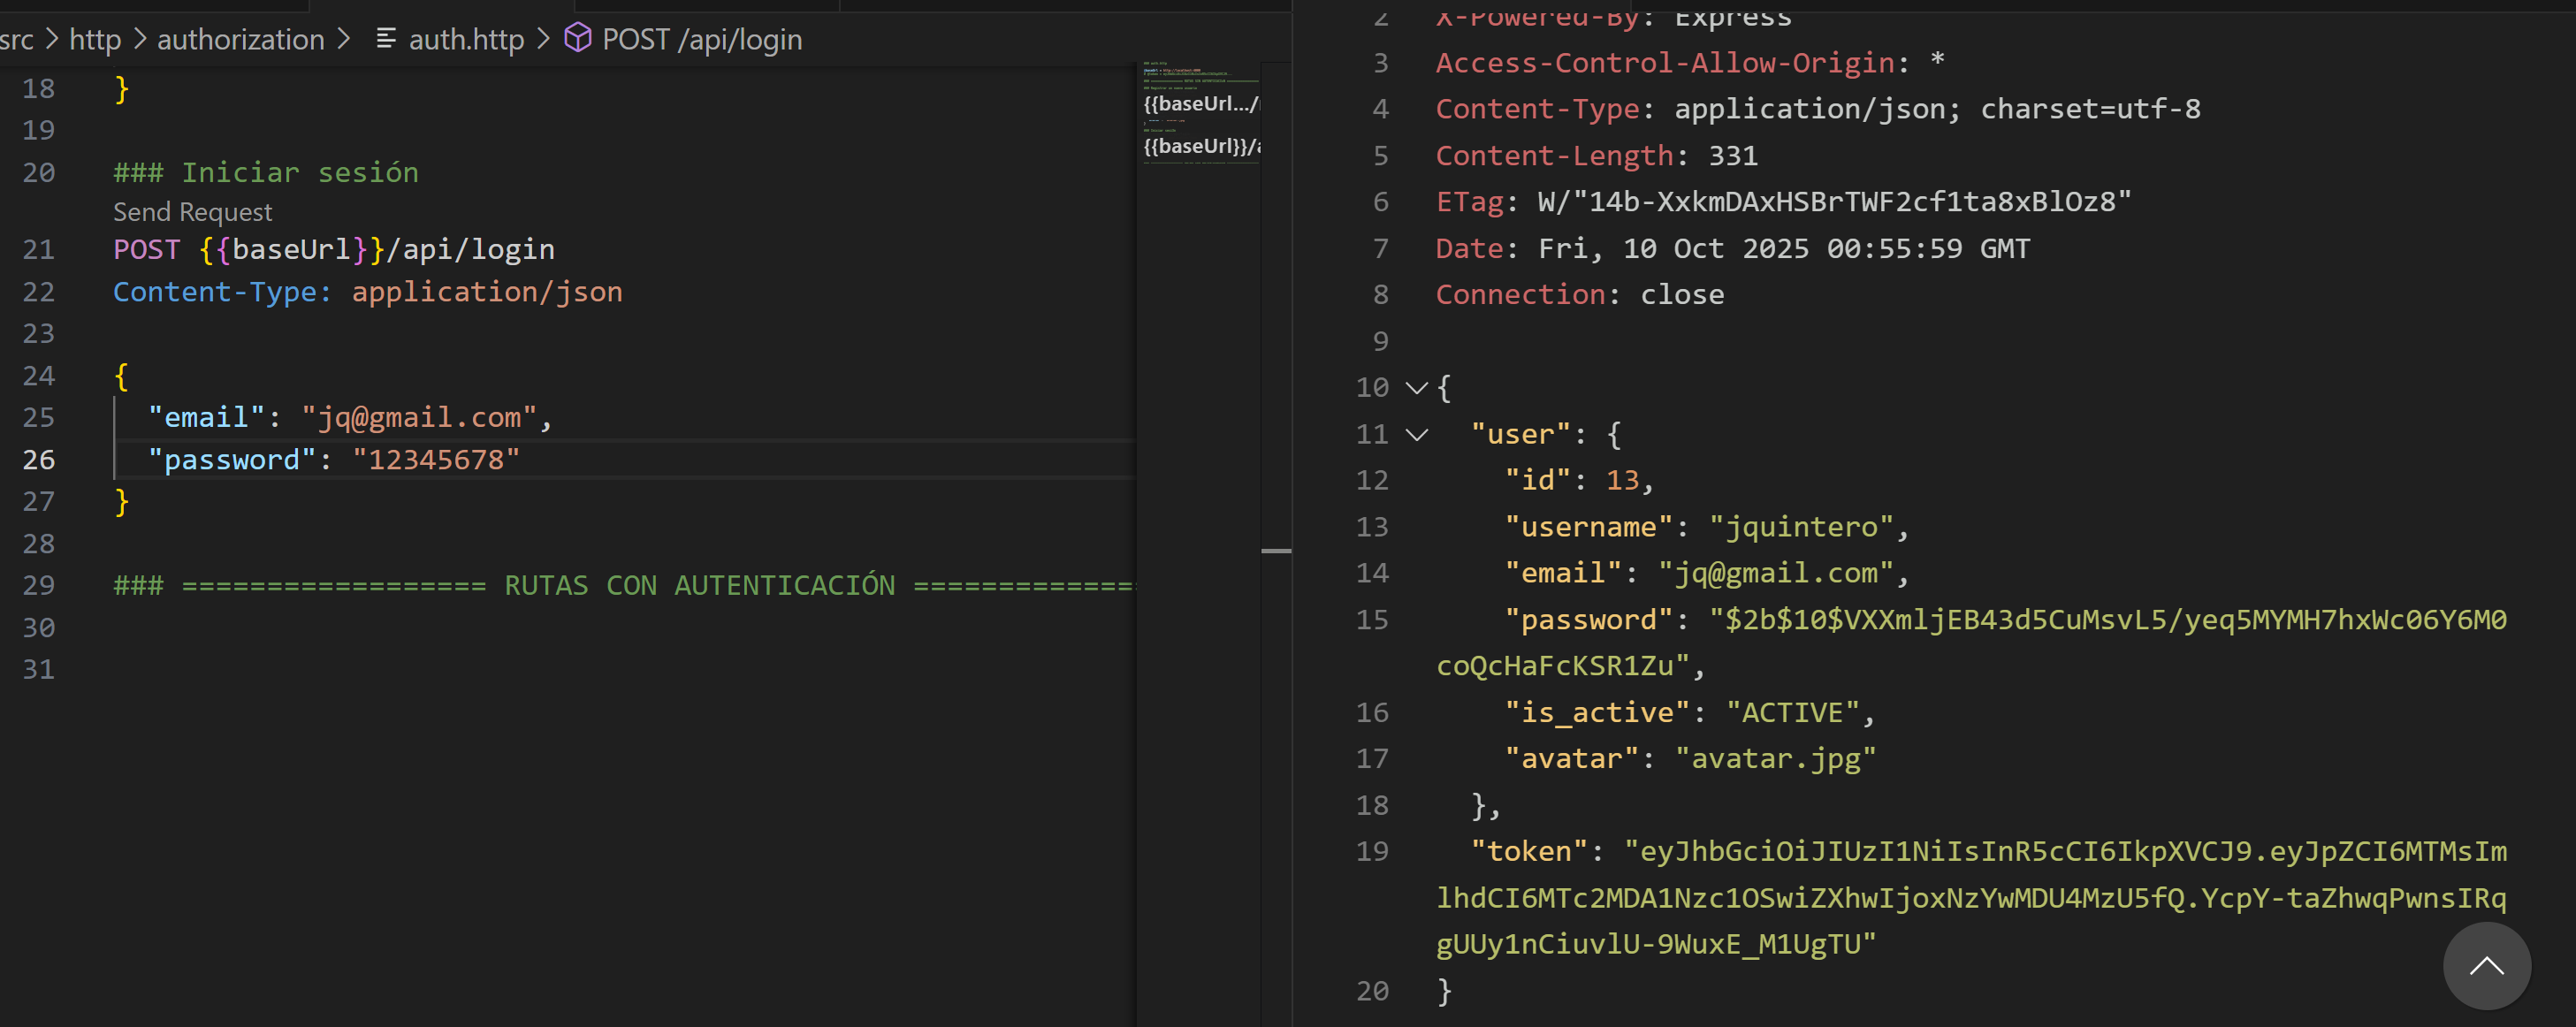 src > http > authorization > auth.http > POST /api/login
18 }
19
20 ### Iniciar sesión
Send Request
21 POST {{baseUrl}}/api/login
22 Content-Type: application/json
23
24 {
25 "email": "jq@gmail.com",
26 "password": "12345678"
27 }
28
29 ### ================== RUTAS CON AUTENTICACIÓN ==============
30
31
{{baseUrl.../
{{baseUrl}}/a
2 X-Powered-By: Express
3 Access-Control-Allow-Origin: *
4 Content-Type: application/json; charset=utf-8
5 Content-Length: 331
6 ETag: W/"14b-XxkmDAxHSBrTWF2cf1ta8xBlOz8"
7 Date: Fri, 10 Oct 2025 00:55:59 GMT
8 Connection: close
9
10 {
11 "user": {
12 "id": 13,
13 "username": "jquintero",
14 "email": "jq@gmail.com",
15 "password": "$2b$10$VXXmljEB43d5CuMsvL5/yeq5MYMH7hxWc06Y6M0
coQcHaFcKSR1Zu",
16 "is_active": "ACTIVE",
17 "avatar": "avatar.jpg"
18 },
19 "token": "eyJhbGciOiJIUzI1NiIsInR5cCI6IkpXVCJ9.eyJpZCI6MTMsIm
lhdCI6MTc2MDA1Nzc1OSwiZXhwIjoxNzYwMDU4MzU5fQ.YcpY-taZhwqPwnsIRq
gUUy1nCiuvlU-9WuxE_M1UgTU"
20 }